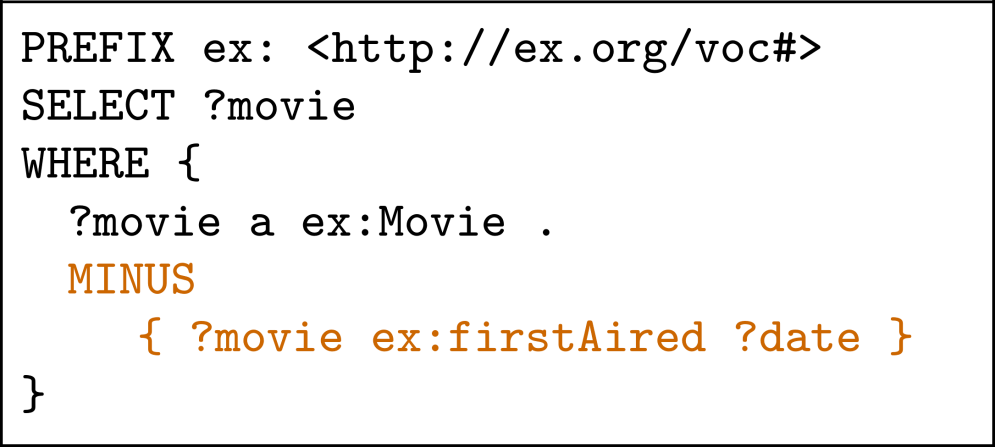 PREFIX ex: <http://ex.org/voc#>
SELECT ?movie
WHERE {
?movie a ex:Movie .
MINUS
{ ?movie ex:firstAired ?date }
}